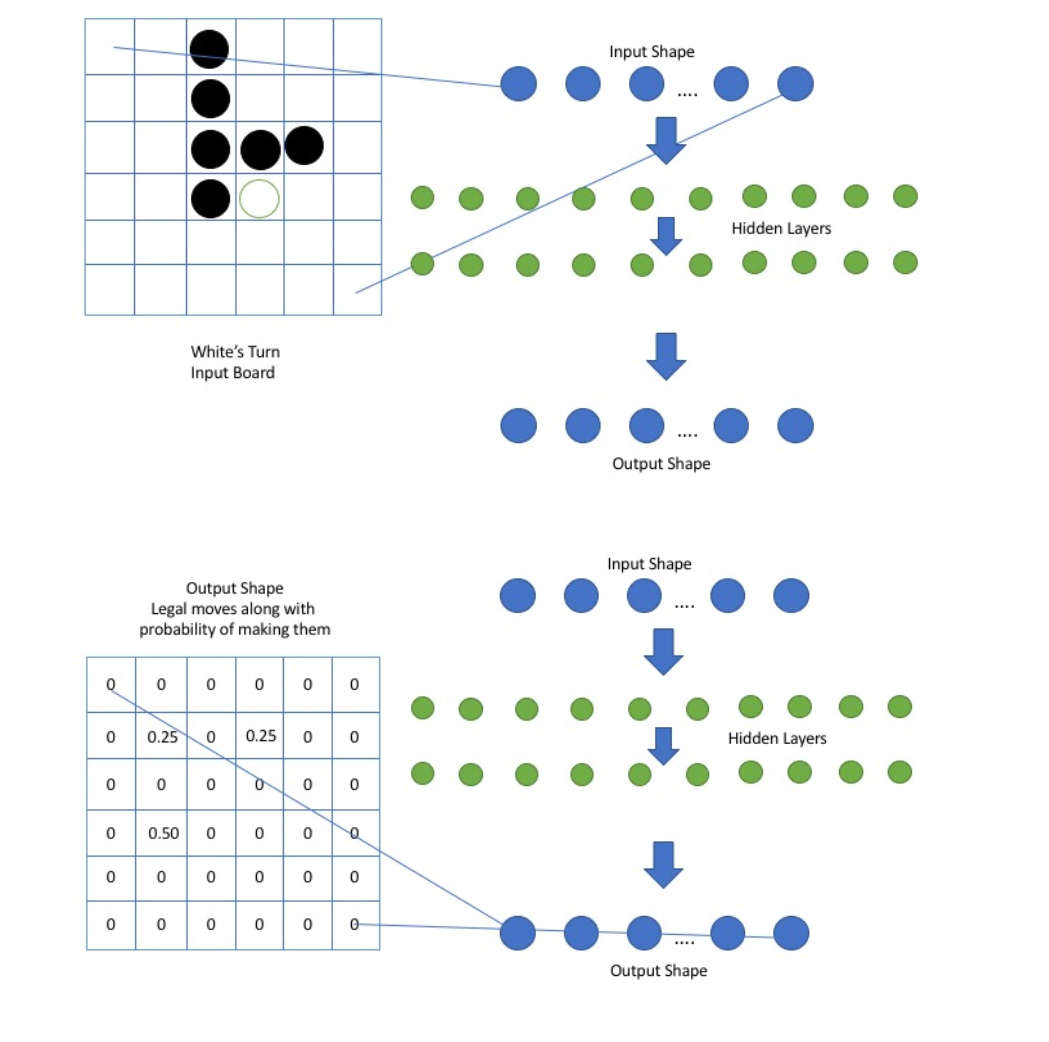 Input Shape
....
Hidden Layers
White's Turn
Input Board
....
Output Shape
Input Shape
....
Output Shape
Legal moves along with
probability of making them
0 0 0 0 0 0
0 0.25 0 0.25 0 0
0 0 0 0 0 0
0 0.50 0 0 0 0
0 0 0 0 0 0
0 0 0 0 0 0
Hidden Layers
....
Output Shape